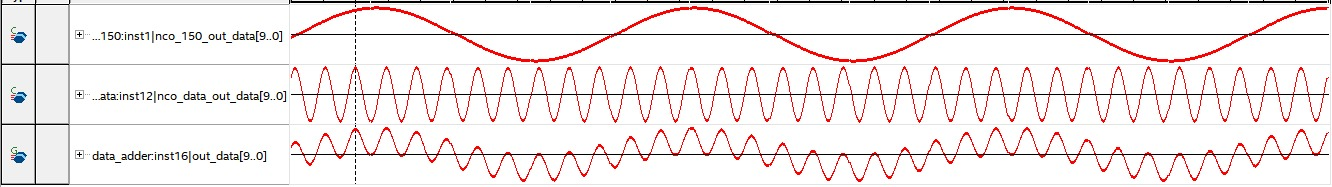 ...150:inst1|nco_150_out_data[9..0]
...ata:inst12|nco_data_out_data[9..0]
data_adder:inst16|out_data[9..0]